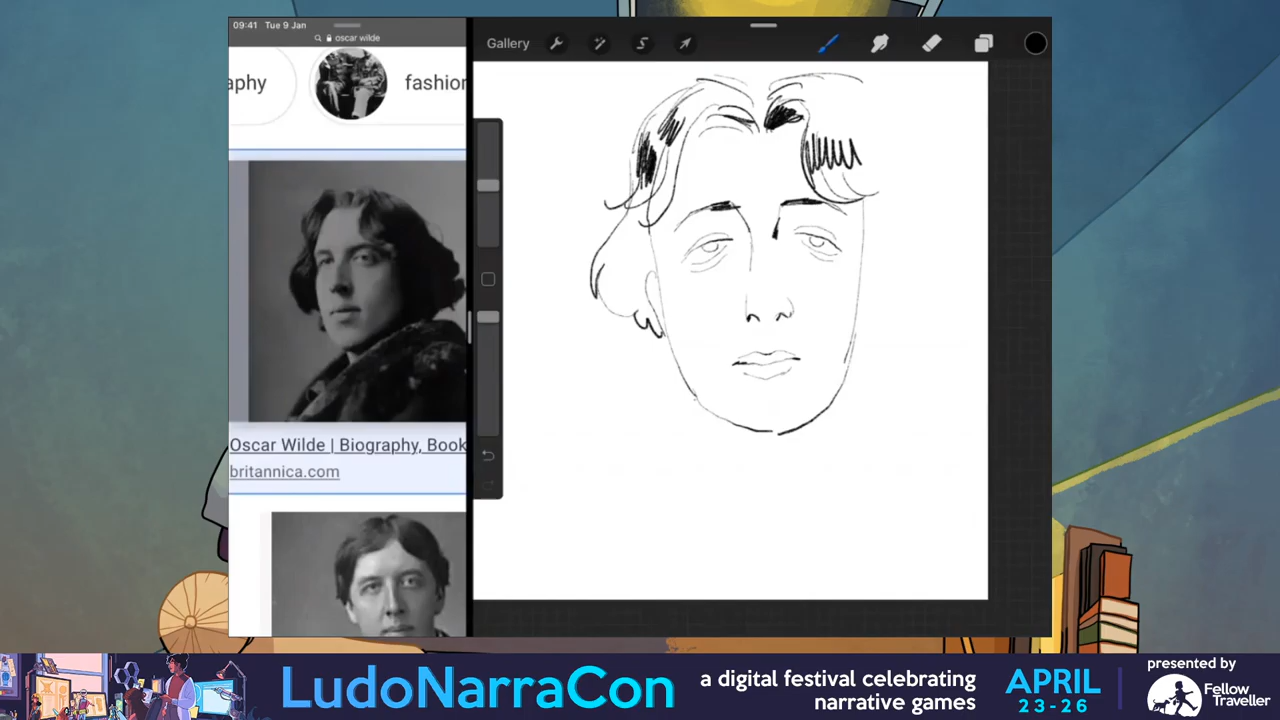 09:41 Tue 9 Jan
oscar wilde
aphy
fashion
Gallery
Oscar Wilde | Biography, Book
britannica.com
LudoNarraCon
a digital festival celebrating
narrative games
APRIL
23-26
presented by
Fellow
Traveller